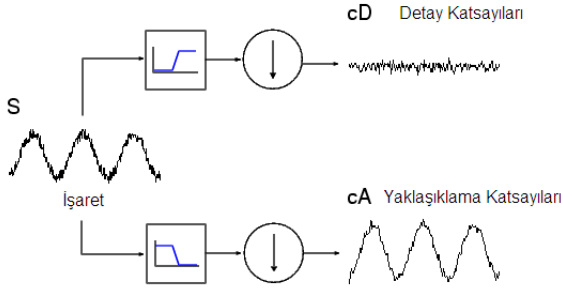 cD Detay Katsayıları
S
İşaret
cA Yaklaşıklama Katsayıları